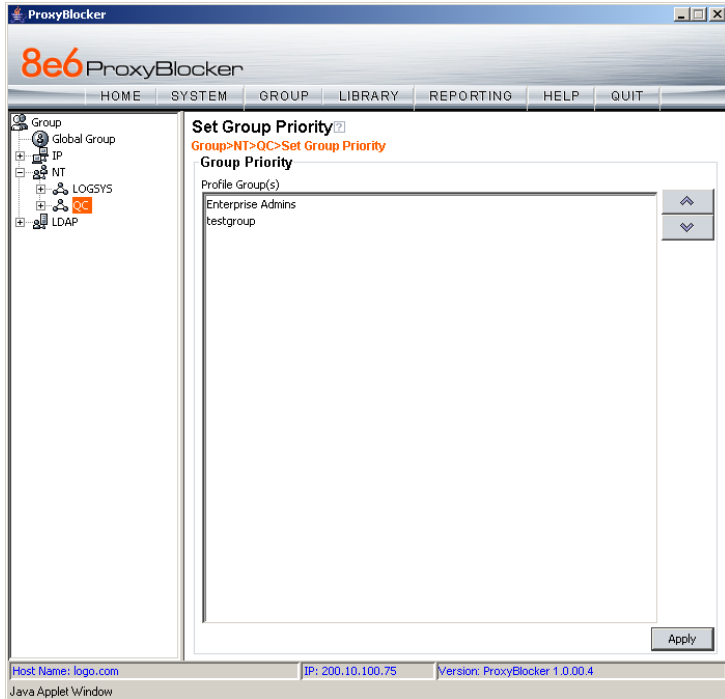 ProxyBlocker
8e6 ProxyBlocker
HOME SYSTEM GROUP LIBRARY REPORTING HELP QUIT
Group
Global Group
IP
NT
LOGSYS
QC
LDAP
Set Group Priority?
Group>NT>QC>Set Group Priority
Group Priority
Profile Group(s)
Enterprise Admins
testgroup
Apply
Host Name: logo.com
IP: 200.10.100.75
Version: ProxyBlocker 1.0.00.4
Java Applet Window